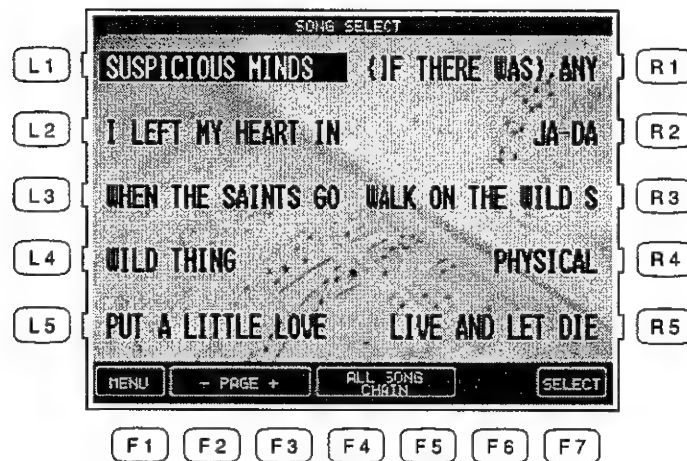 SONG SELECT
L1 SUSPICIOUS MINDS (IF THERE WAS) ANY R1
L2 I LEFT MY HEART IN JA-DA R2
L3 WHEN THE SAINTS GO WALK ON THE WILD S R3
L4 WILD THING PHYSICAL R4
L5 PUT A LITTLE LOVE LIVE AND LET DIE R5
MENU - PAGE + ALL SONG CHAIN SELECT
F1 F2 F3 F4 F5 F6 F7